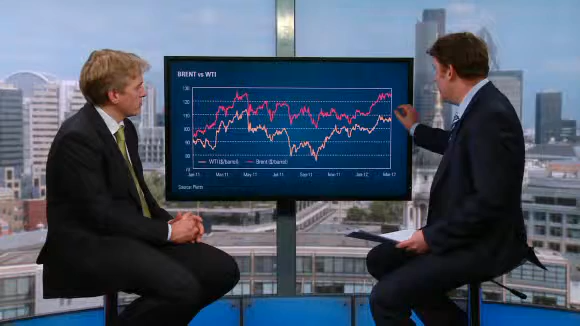 BRENT vs WTI
130
120
110
100
90
80
70
WTI ($/barrel) Brent ($/barrel)
Jan 11 Mar 11 May 11 Jul 11 Sep 11 Nov 11 Jan 12 Mar 12
Source: Platts